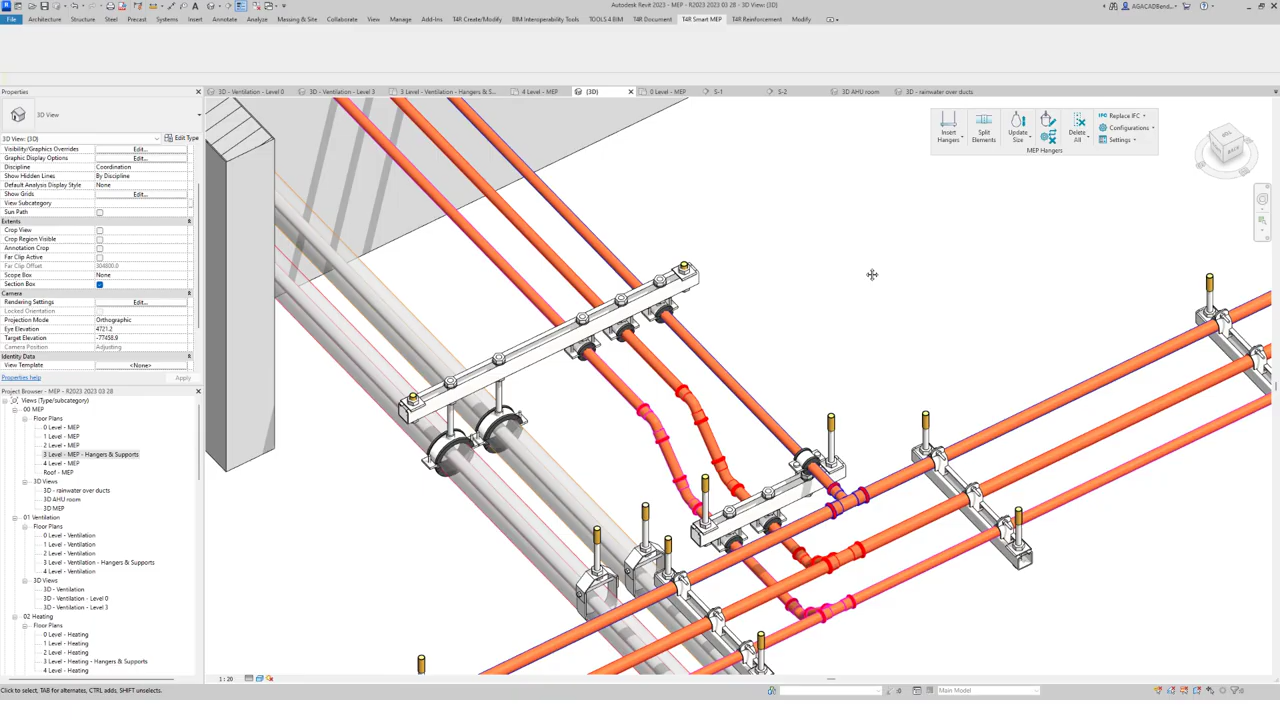 Autodesk Revit 2023 - MEP - R2023 2023 03 28 - 3D View: {3D}
AGACADBend...
File Architecture Structure Steel Precast Systems Insert Annotate Analyze Massing & Site Collaborate View Manage Add-Ins T4R Create/Modify BIM Interoperability Tools TOOLS 4 BIM T4R Document T4R Smart MEP T4R Reinforcement Modify
Properties
3D - Ventilation - Level 0
3D - Ventilation - Level 3
3 Level - Ventilation - Hangers & S...
4 Level - MEP
{3D}
0 Level - MEP
S-1
S-2
3D AHU room
3D - rainwater over ducts
3D View
3D View: {3D}
Edit Type
Visibility/Graphics Overrides Edit...
Graphic Display Options Edit...
Discipline Coordination
Show Hidden Lines By Discipline
Default Analysis Display Style None
Show Grids Edit...
View Subcategory
Sun Path
Extents
Crop View
Crop Region Visible
Annotation Crop
Far Clip Active
Far Clip Offset 304800.0
Scope Box None
Section Box
Camera
Rendering Settings Edit...
Locked Orientation
Projection Mode Orthographic
Eye Elevation 4721.2
Target Elevation -77458.9
Camera Position Adjusting
Identity Data
View Template <None>
Properties help Apply
Project Browser - MEP - R2023 2023 03 28
Views (Type/subcategory)
00 MEP
Floor Plans
0 Level - MEP
1 Level - MEP
2 Level - MEP
3 Level - MEP - Hangers & Supports
4 Level - MEP
Roof - MEP
3D Views
3D - rainwater over ducts
3D AHU room
3D MEP
01 Ventilation
Floor Plans
0 Level - Ventilation
1 Level - Ventilation
2 Level - Ventilation
3 Level - Ventilation - Hangers & Supports
4 Level - Ventilation
3D Views
3D - Ventilation
3D - Ventilation - Level 0
3D - Ventilation - Level 3
02 Heating
Floor Plans
0 Level - Heating
1 Level - Heating
2 Level - Heating
3 Level - Heating - Hangers & Supports
4 Level - Heating
Insert Hangers
Split Elements
Update Size
Delete All
Replace IFC
Configurations
Settings
MEP Hangers
BACK
1 : 20
Click to select, TAB for alternates, CTRL adds, SHIFT unselects.
:0
Main Model
:0